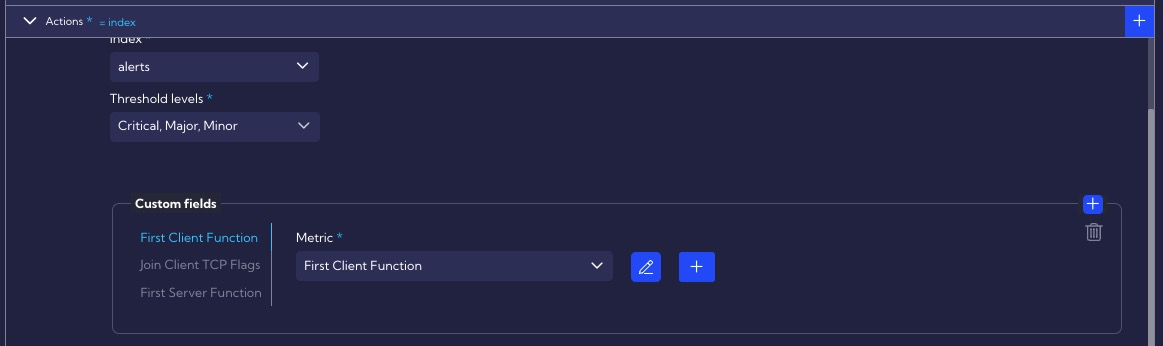 Actions * = index
Index *
alerts
Threshold levels *
Critical, Major, Minor
Custom fields
First Client Function
Join Client TCP Flags
First Server Function
Metric *
First Client Function